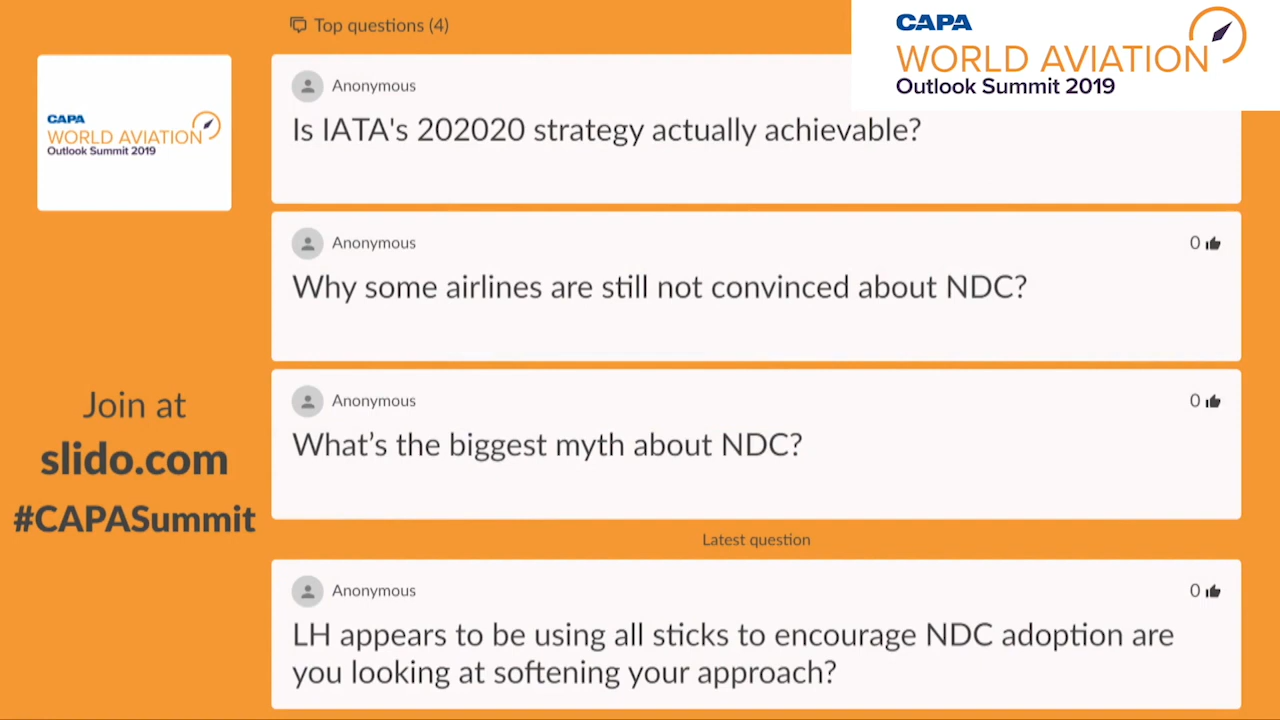 Top questions (4)
CAPA
WORLD AVIATION
Outlook Summit 2019
CAPA
WORLD AVIATION
Outlook Summit 2019
Anonymous
Is IATA's 202020 strategy actually achievable?
Anonymous
0
Why some airlines are still not convinced about NDC?
Anonymous
0
What’s the biggest myth about NDC?
Join at
slido.com
#CAPASummit
Latest question
Anonymous
0
LH appears to be using all sticks to encourage NDC adoption are
you looking at softening your approach?